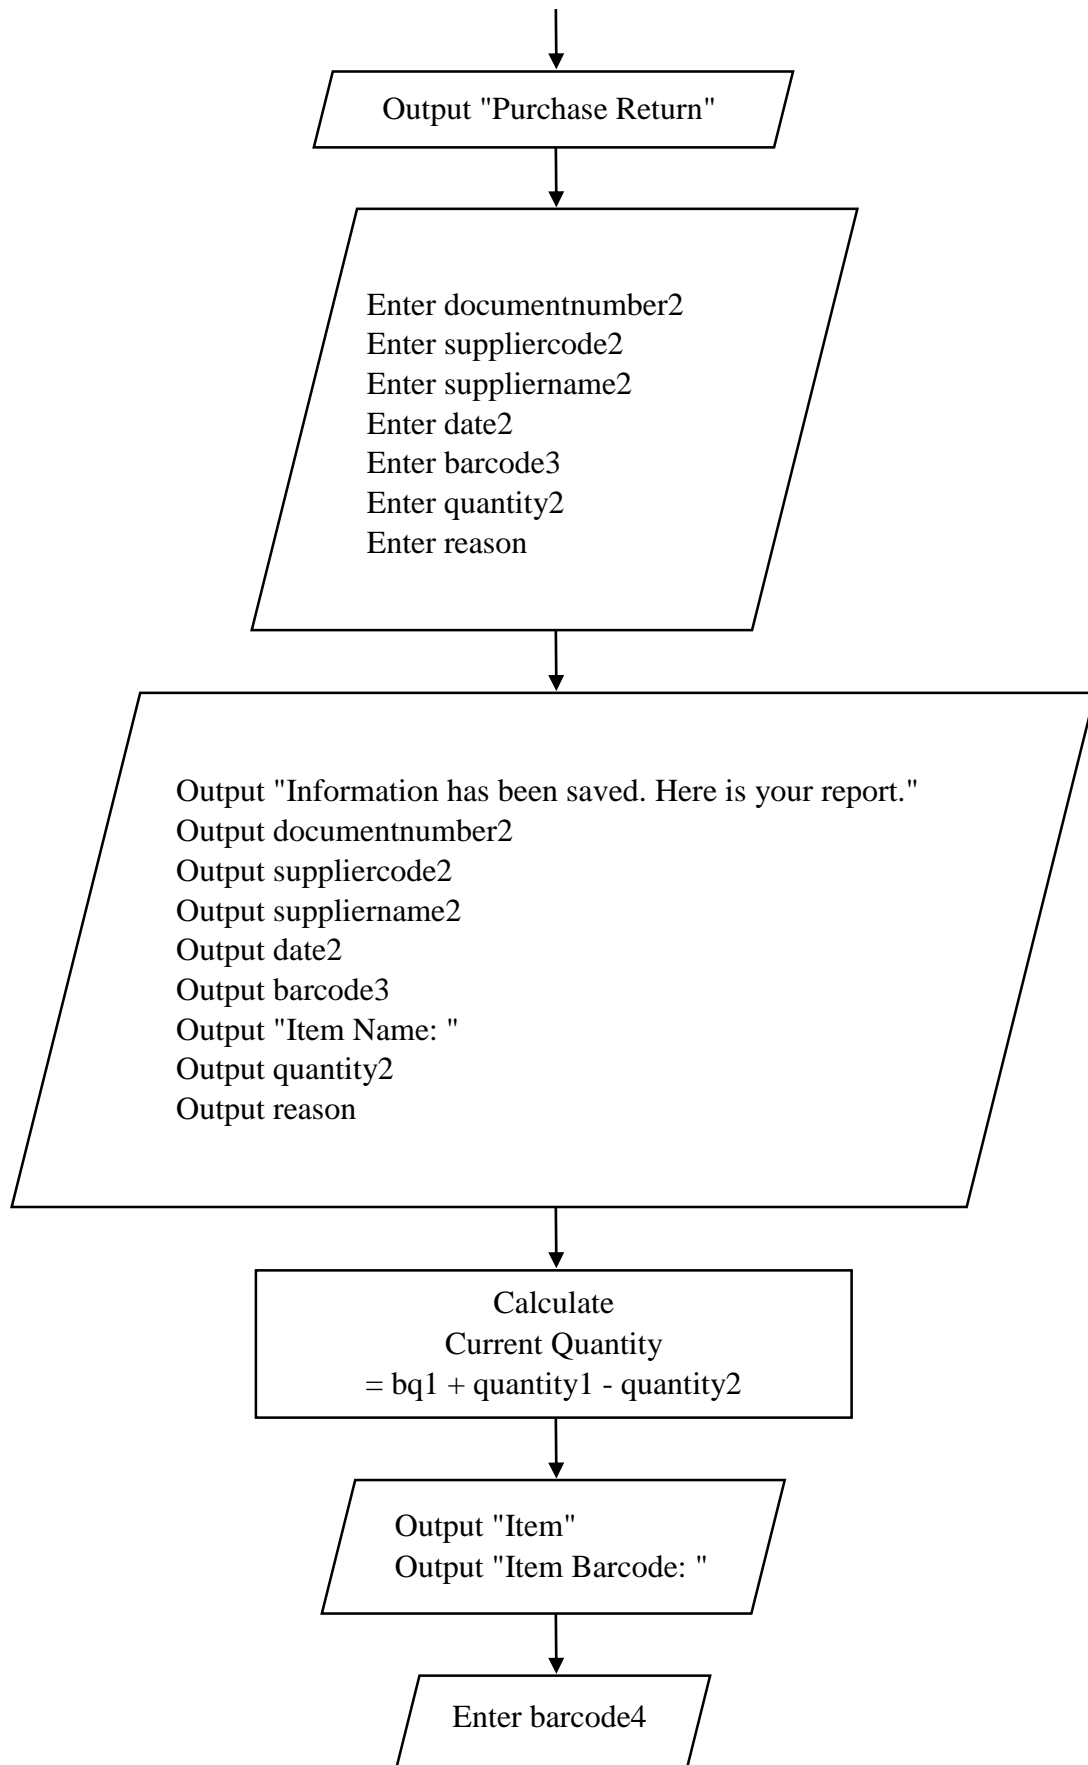 Output "Purchase Return"
Enter documentnumber2
Enter suppliercode2
Enter suppliername2
Enter date2
Enter barcode3
Enter quantity2
Enter reason
Output "Information has been saved. Here is your report."
Output documentnumber2
Output suppliercode2
Output suppliername2
Output date2
Output barcode3
Output "Item Name: "
Output quantity2
Output reason
Calculate
Current Quantity
= bq1 + quantity1 - quantity2
Output "Item"
Output "Item Barcode: "
Enter barcode4